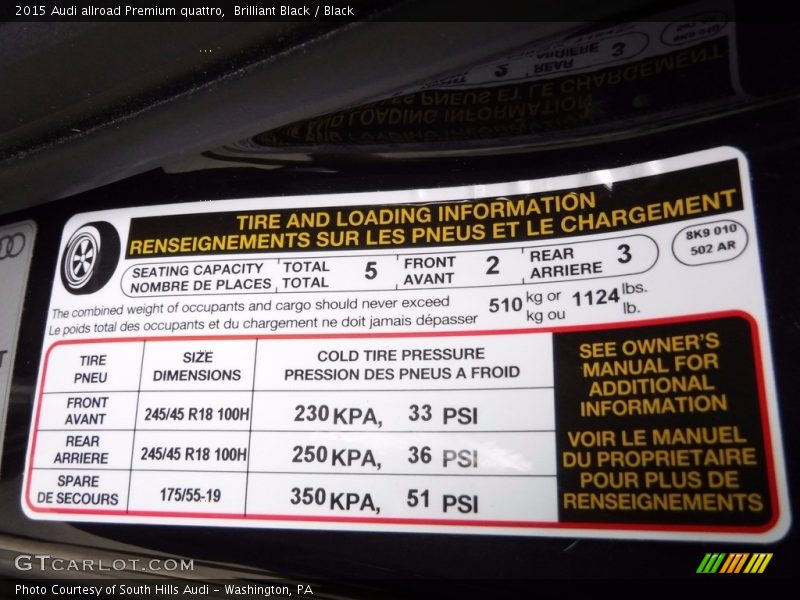 2015 Audi allroad Premium quattro, Brilliant Black / Black
TIRE AND LOADING INFORMATION
RENSEIGNEMENTS SUR LES PNEUS ET LE CHARGEMENT
8K9 010
502 AR
SEATING CAPACITY TOTAL 5 FRONT 2 REAR 3
NOMBRE DE PLACES TOTAL AVANT ARRIERE
The combined weight of occupants and cargo should never exceed 510 kg or 1124 lbs.
Le poids total des occupants et du chargement ne doit jamais dépasser kg ou lb.
TIRE SIZE COLD TIRE PRESSURE
PNEU DIMENSIONS PRESSION DES PNEUS A FROID
FRONT
AVANT 245/45 R18 100H 230 KPA, 33 PSI
REAR
ARRIERE 245/45 R18 100H 250 KPA, 36 PSI
SPARE
DE SECOURS 175/55-19 350 KPA, 51 PSI
SEE OWNER'S
MANUAL FOR
ADDITIONAL
INFORMATION
VOIR LE MANUEL
DU PROPRIETAIRE
POUR PLUS DE
RENSEIGNEMENTS
GTCARLOT.COM
Photo Courtesy of South Hills Audi - Washington, PA